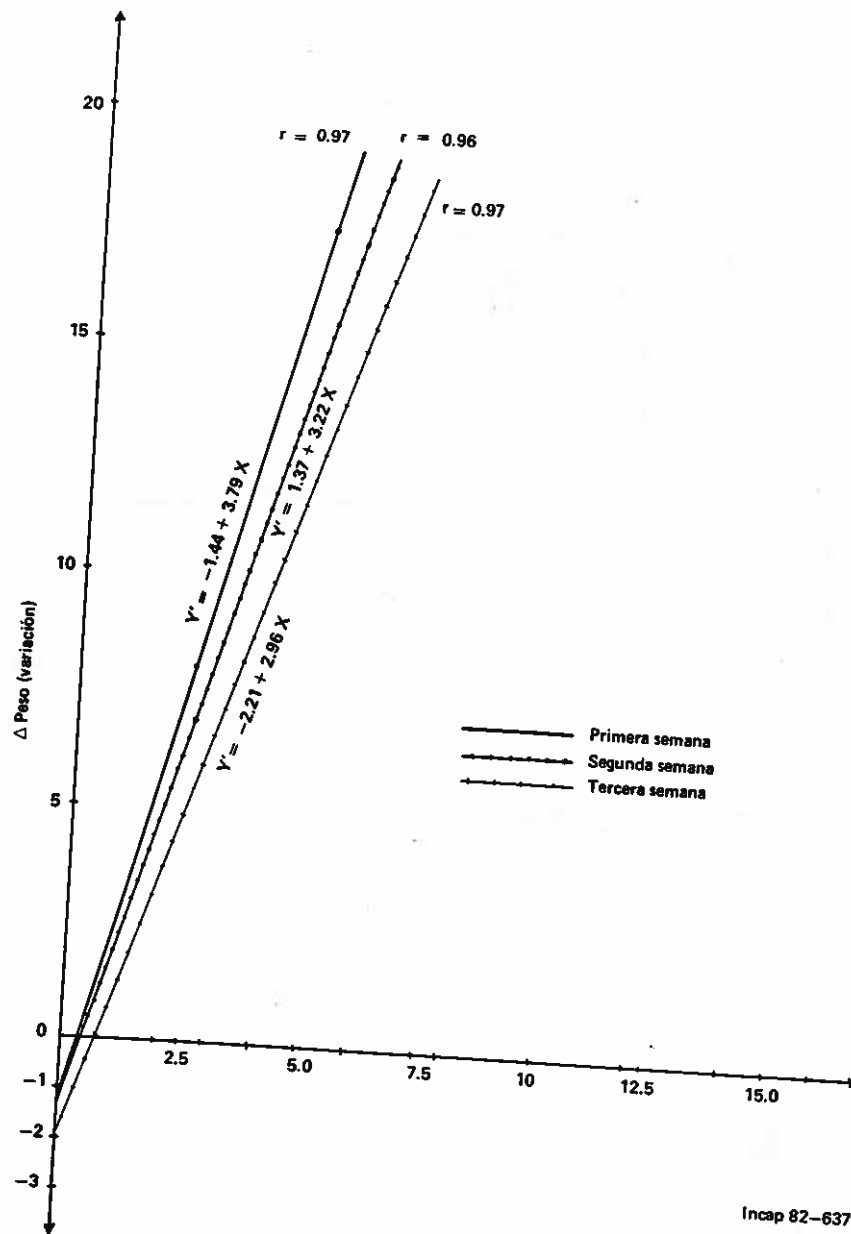 20
r = 0.97
r = 0.96
r = 0.97
15
Y' = −1.44 + 3.79 X
Y' = 1.37 + 3.22 X
Y' = −2.21 + 2.96 X
10
Δ Peso (variación)
Primera semana
Segunda semana
Tercera semana
5
0
2.5
5.0
7.5
10
12.5
15.0
−1
−2
−3
Incap 82−637